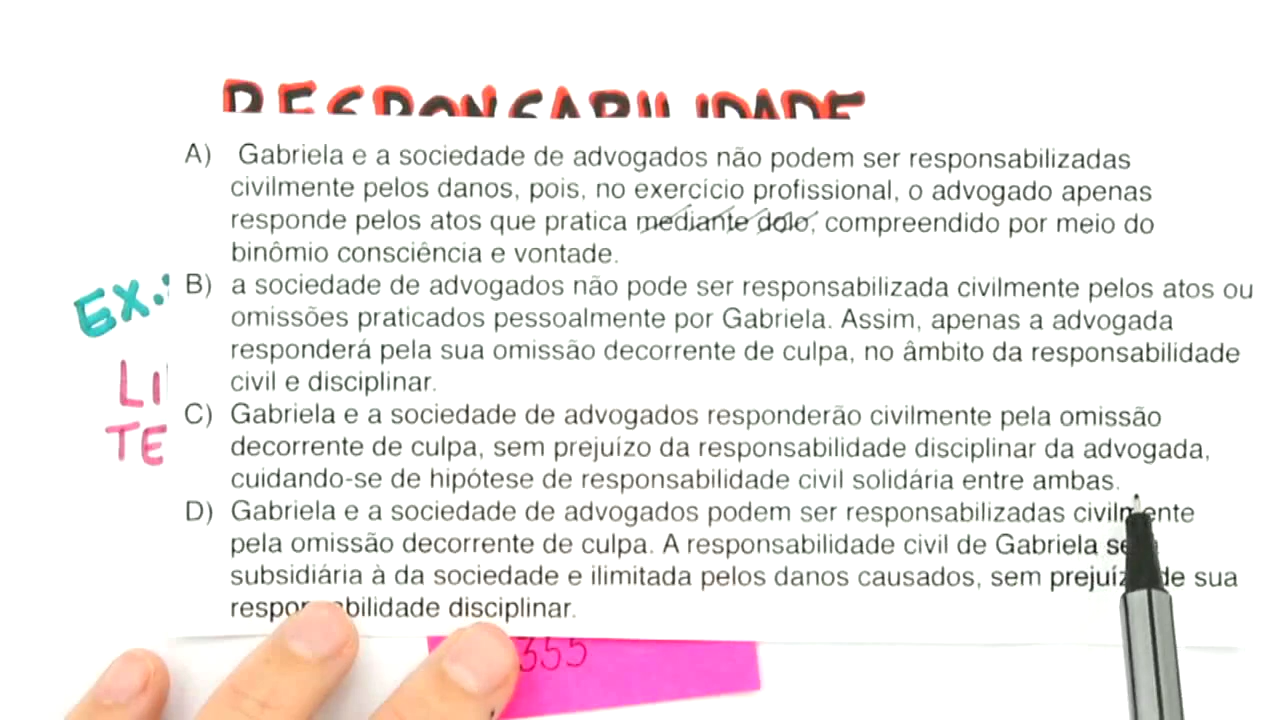 RESPONSABILIDADE
A) Gabriela e a sociedade de advogados não podem ser responsabilizadas
civilmente pelos danos, pois, no exercício profissional, o advogado apenas
responde pelos atos que pratica mediante dolo, compreendido por meio do
binômio consciência e vontade.
EX.:
B) a sociedade de advogados não pode ser responsabilizada civilmente pelos atos ou
omissões praticados pessoalmente por Gabriela. Assim, apenas a advogada
responderá pela sua omissão decorrente de culpa, no âmbito da responsabilidade
civil e disciplinar.
LI
TE
C) Gabriela e a sociedade de advogados responderão civilmente pela omissão
decorrente de culpa, sem prejuízo da responsabilidade disciplinar da advogada,
cuidando-se de hipótese de responsabilidade civil solidária entre ambas.
D) Gabriela e a sociedade de advogados podem ser responsabilizadas civilmente
pela omissão decorrente de culpa. A responsabilidade civil de Gabriela
subsidiária à da sociedade e ilimitada pelos danos causados, sem prejuízo de sua
responsabilidade disciplinar.
355